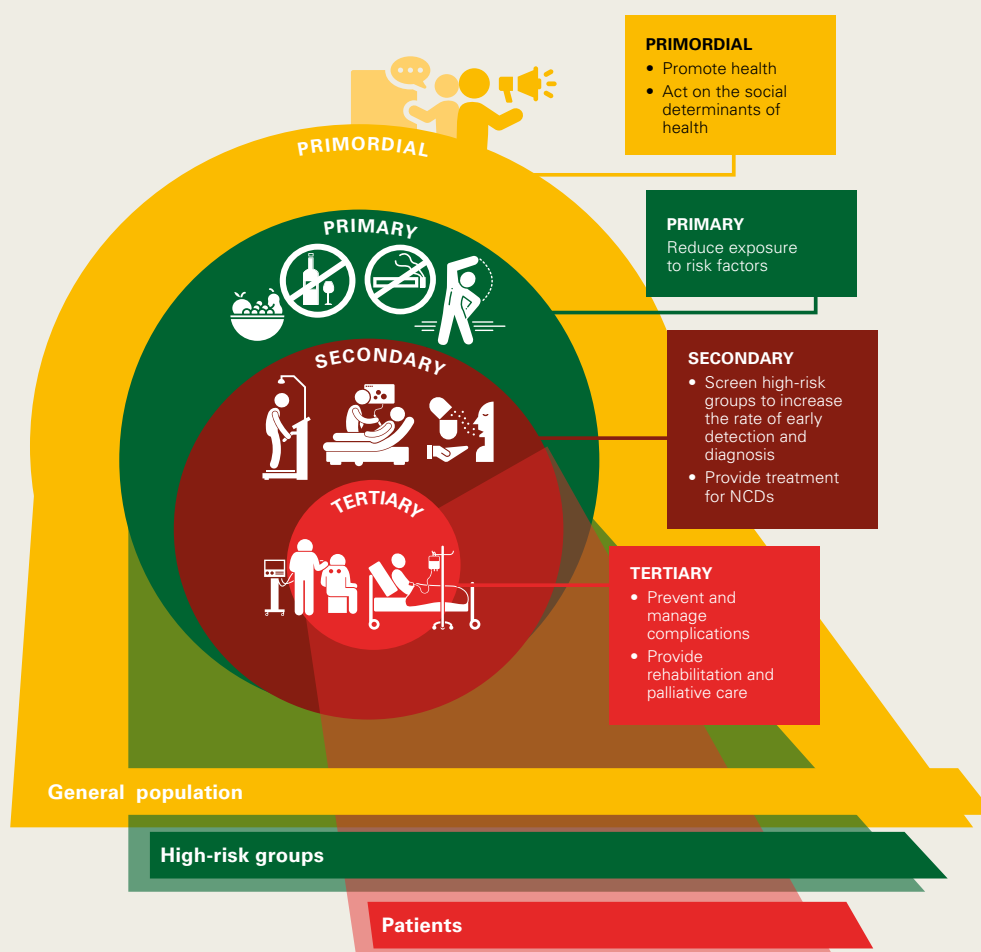 PRIMORDIAL
• Promote health
• Act on the social
determinants of
health
PRIMORDIAL
PRIMARY
Reduce exposure
to risk factors
PRIMARY
SECONDARY
• Screen high-risk
groups to increase
the rate of early
detection and
diagnosis
• Provide treatment
for NCDs
SECONDARY
TERTIARY
TERTIARY
• Prevent and
manage
complications
• Provide
rehabilitation and
palliative care
General population
High-risk groups
Patients